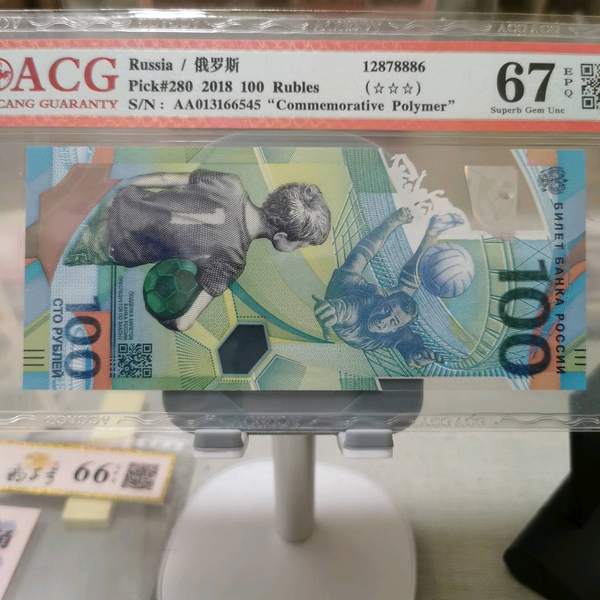 ACG
CANG GUARANTY
Russia / 俄罗斯
Pick#280 2018 100 Rubles
S/N: AA013166545 “Commemorative Polymer”
12878886
(☆☆☆)
67
EPQ
Superb Gem Unc
1
100
СТО РУБЛЕЙ
100
БИЛЕТ БАНКА РОССИИ
66